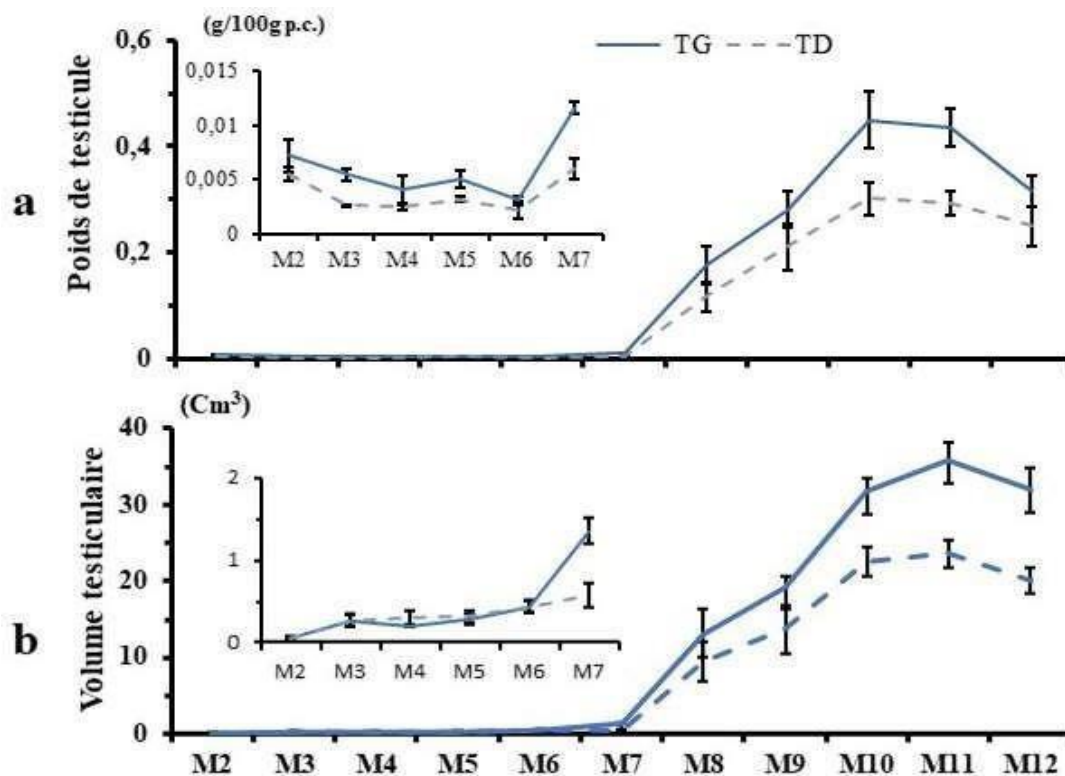 (g/100g p.c.)
TG TD
a
Poids de testicule
0,6
0,4
0,2
0
0,015
0,01
0,005
0
M2 M3 M4 M5 M6 M7
(Cm³)
b
Volume testiculaire
40
30
20
10
0
2
1
0
M2 M3 M4 M5 M6 M7
M2 M3 M4 M5 M6 M7 M8 M9 M10 M11 M12